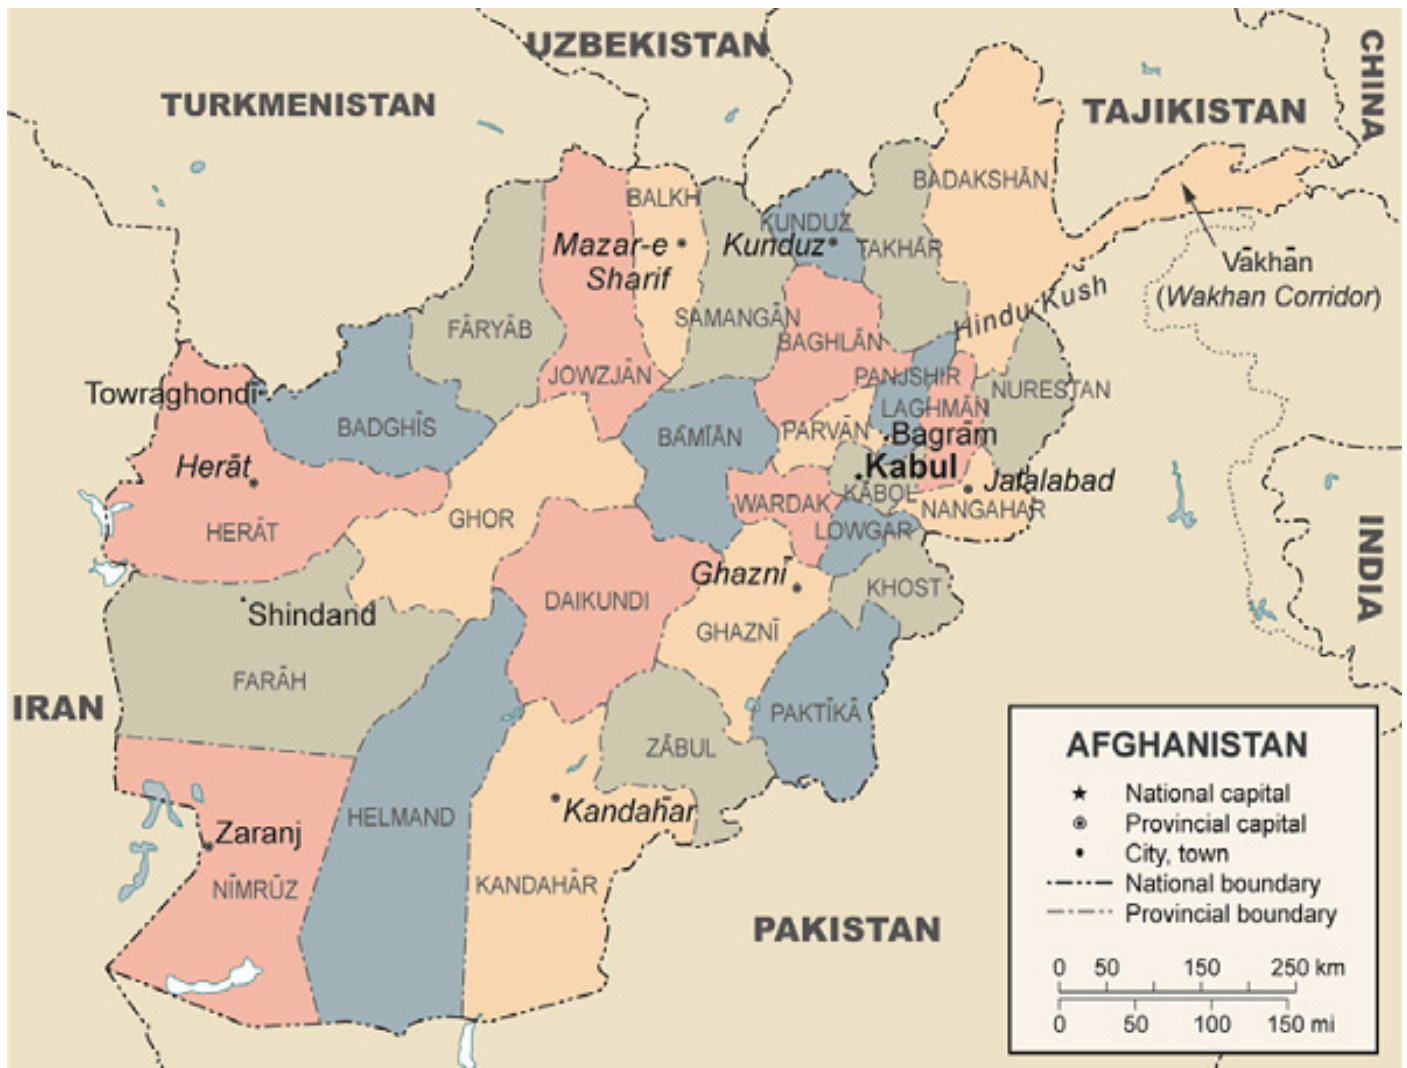 UZBEKISTAN
TURKMENISTAN
TAJIKISTAN
CHINA
BADAKSHĀN
BALKH
KUNDUZ
Mazar-e
Sharif
Kunduz
TAKHĀR
Vākhān
(Wakhan Corridor)
Hindu Kush
FĀRYĀB
SAMANGĀN
BAGHLĀN
JOWZJĀN
PANJSHIR
NURESTAN
Towraghondī
LAGHMĀN
BADGHĪS
BĀMĪĀN
PARVĀN
Bagrām
Herāt
Kabul
Jalalabad
KĀBOL
WARDAK
NANGAHAR
GHOR
HERĀT
LOWGAR
INDIA
Ghaznī
KHOST
DAIKUNDI
Shindand
GHAZNĪ
FARĀH
IRAN
PAKTĪKĀ
ZĀBUL
HELMAND
Kandahār
Zaranj
NĪMRŪZ
KANDAHĀR
PAKISTAN
AFGHANISTAN
National capital
Provincial capital
City, town
National boundary
Provincial boundary
0 50 150 250 km
0 50 100 150 mi